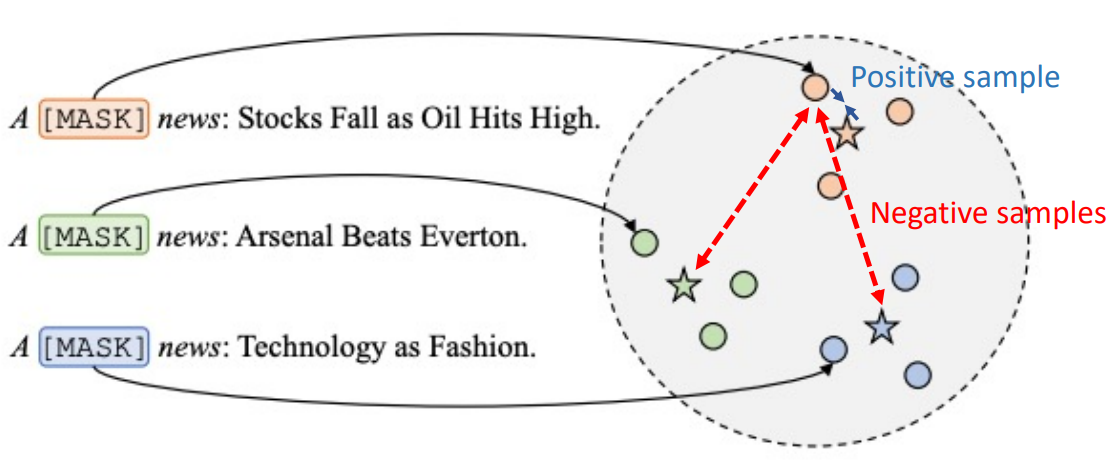 A [MASK] news: Stocks Fall as Oil Hits High.
Positive sample
A [MASK] news: Arsenal Beats Everton.
Negative samples
A [MASK] news: Technology as Fashion.